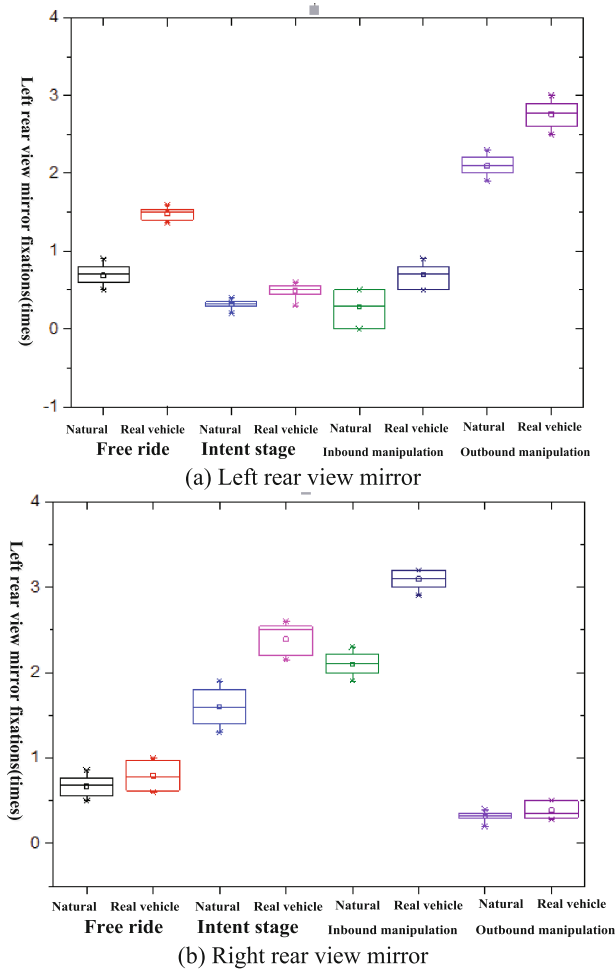 4
3
2
1
0
-1
Left rear view mirror fixations(times)
Natural Real vehicle Natural Real vehicle Natural Real vehicle Natural Real vehicle
Free ride Intent stage Inbound manipulation Outbound manipulation
(a) Left rear view mirror
4
3
2
1
0
Left rear view mirror fixations(times)
Natural Real vehicle Natural Real vehicle Natural Real vehicle Natural Real vehicle
Free ride Intent stage Inbound manipulation Outbound manipulation
(b) Right rear view mirror